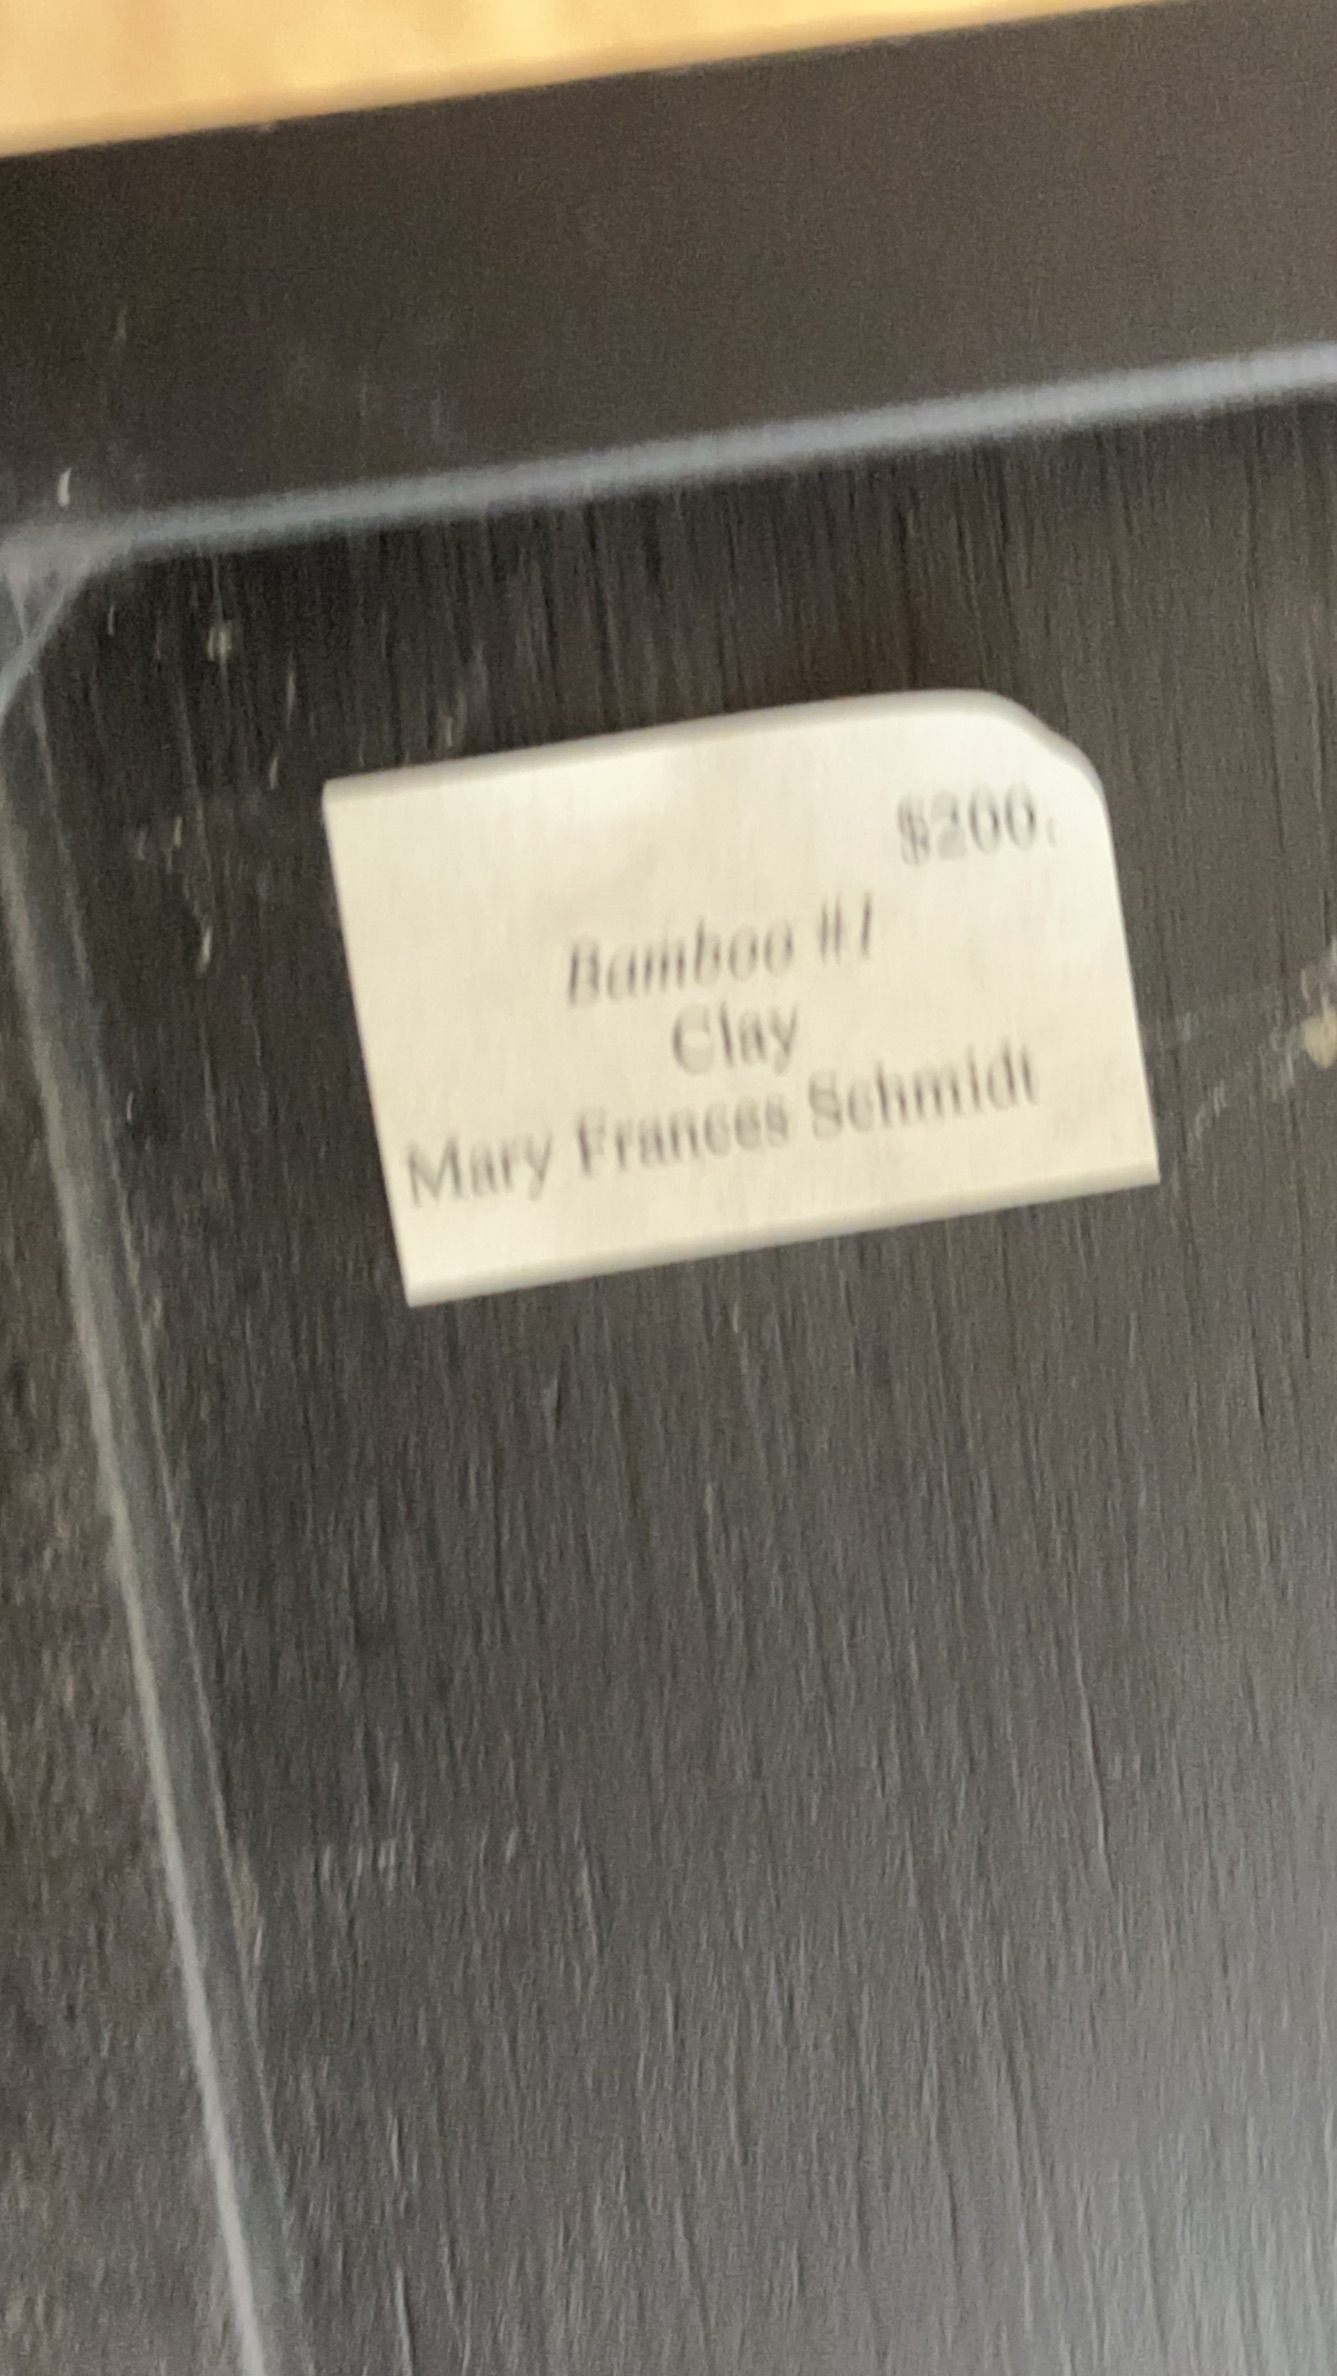 $200.
Bamboo #1
Clay
Mary Frances Schmidt